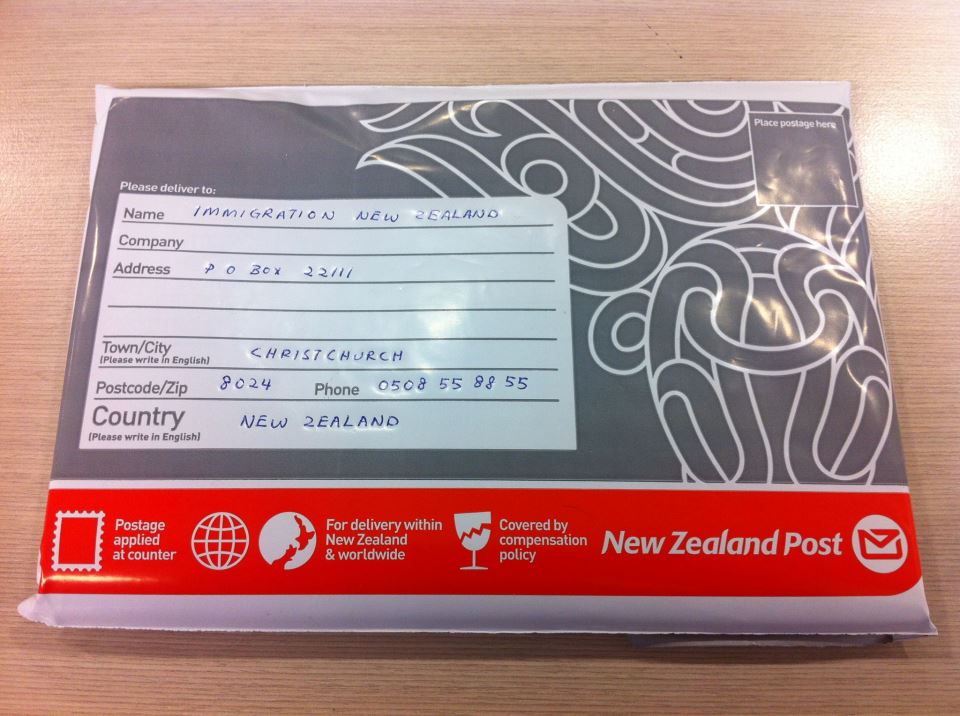 Place postage here
Please deliver to:
Name IMMIGRATION NEW ZEALAND
Company
Address P O BOX 22111
Town/City CHRISTCHURCH
(Please write in English)
Postcode/Zip 8024 Phone 0508 55 88 55
Country NEW ZEALAND
(Please write in English)
Postage
applied
at counter
For delivery within
New Zealand
& worldwide
Covered by
compensation
policy
New Zealand Post